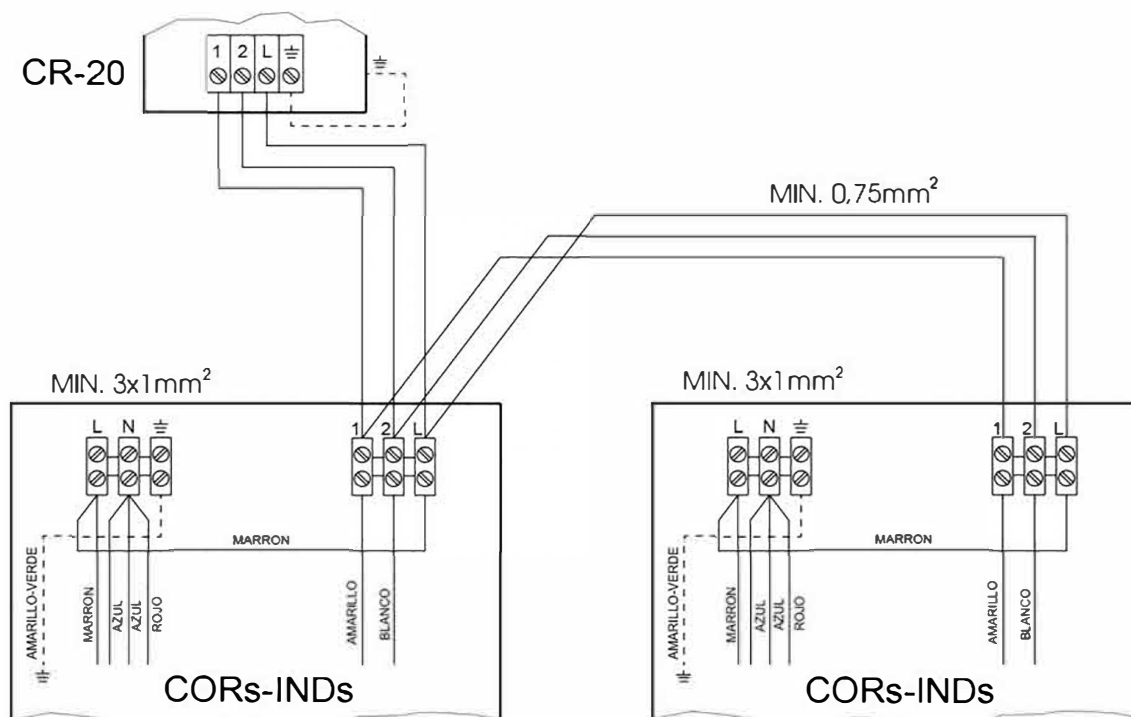 1 2 L
CR-20
MIN. 0,75mm²
MIN. 3x1mm²
L N
1 2 L
MARRON
AMARILLO-VERDE
MARRON
AZUL
AZUL
ROJO
AMARILLO
BLANCO
CORs-INDs
MIN. 3x1mm²
L N
1 2 L
MARRON
AMARILLO-VERDE
MARRON
AZUL
AZUL
ROJO
AMARILLO
BLANCO
CORs-INDs